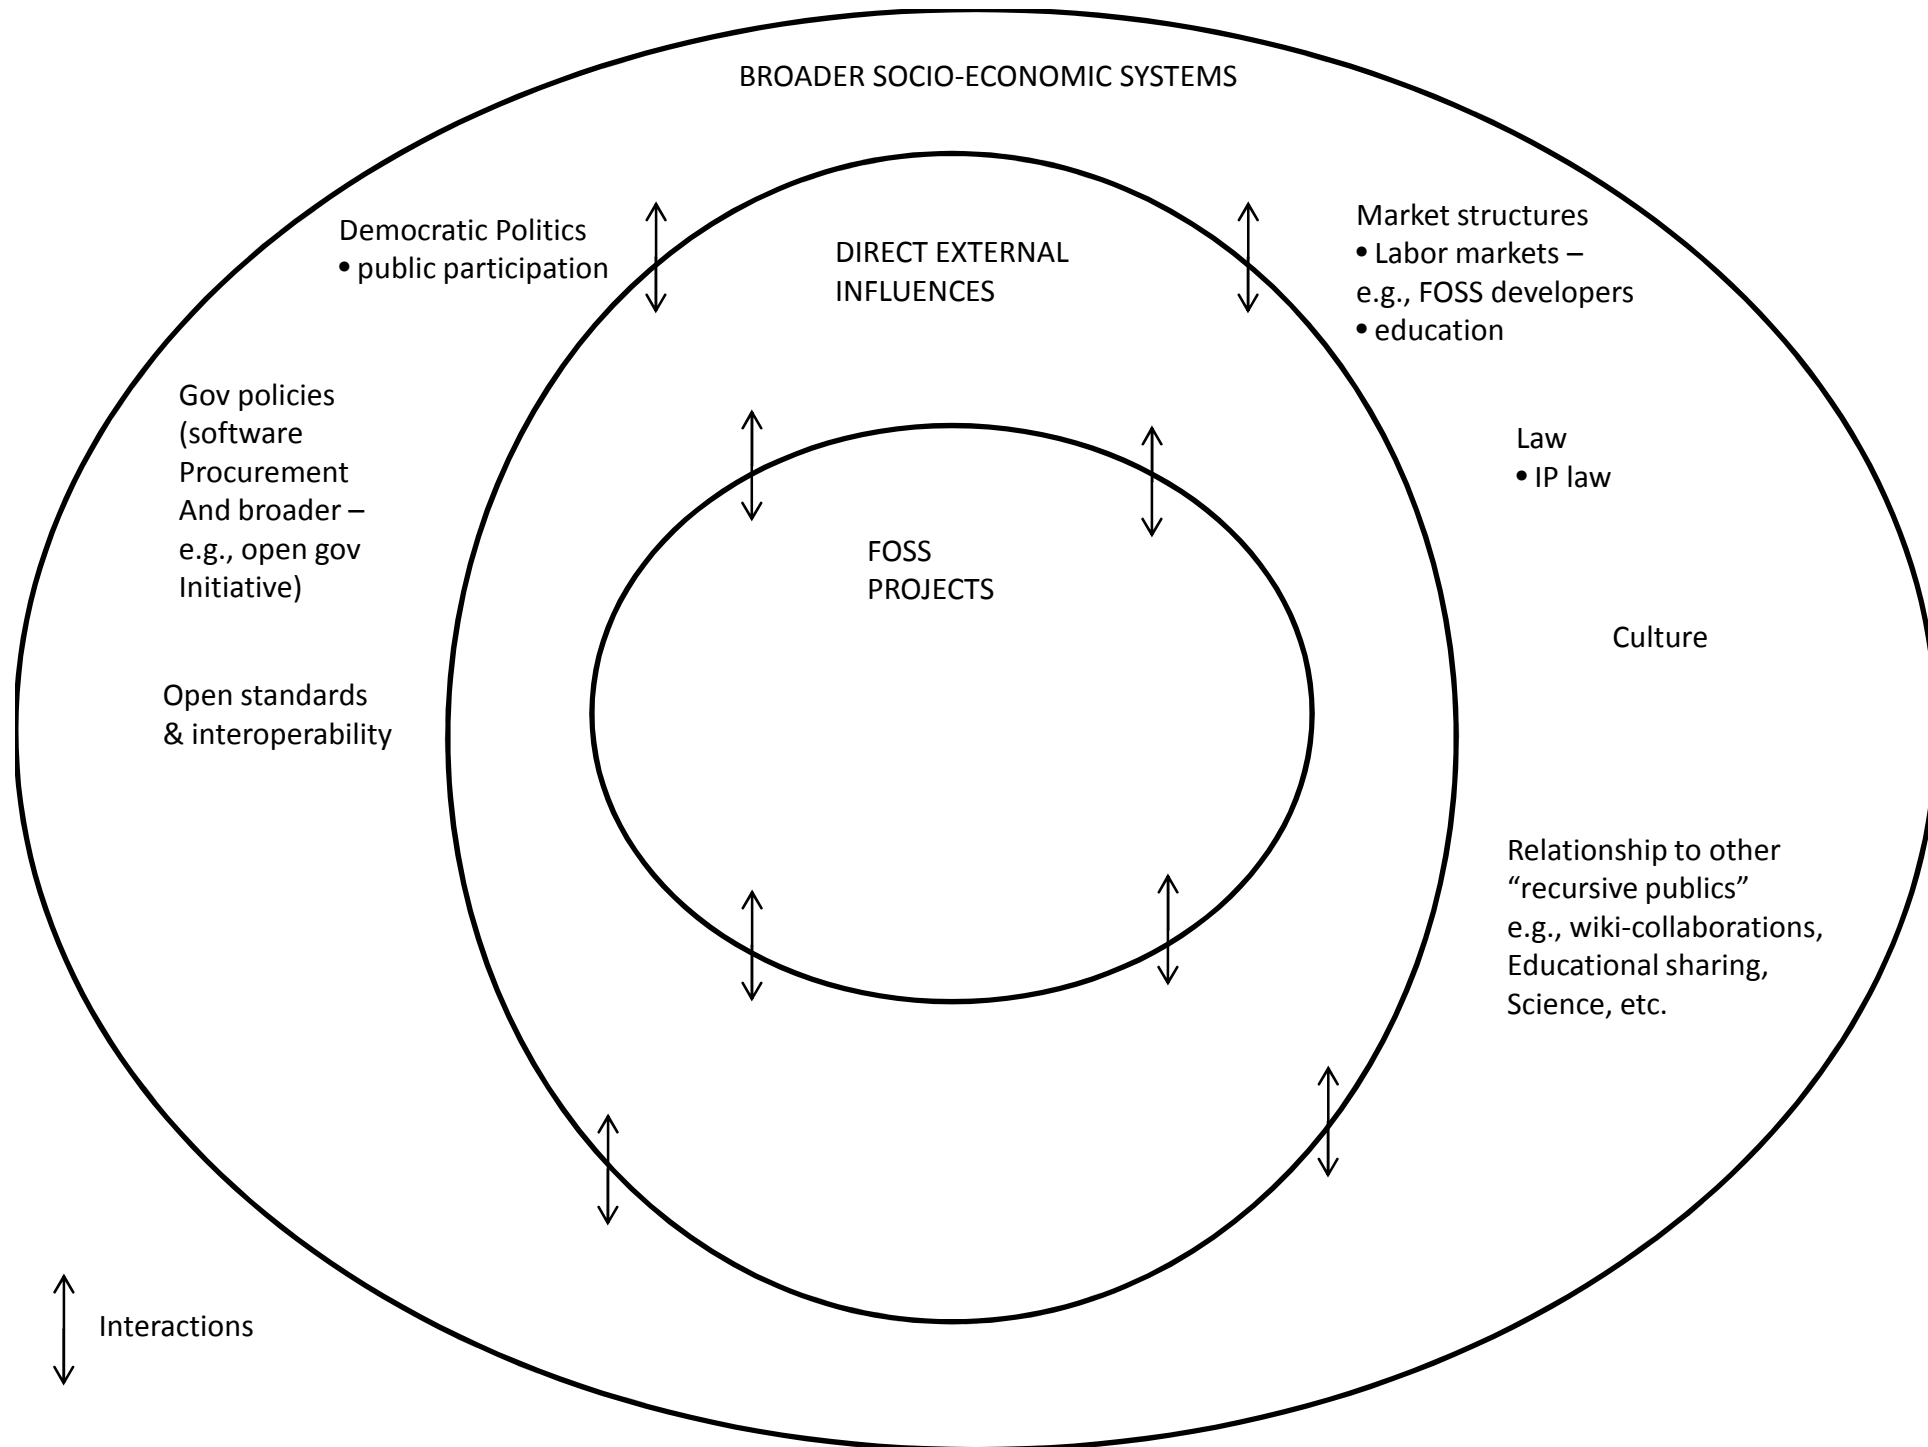 BROADER SOCIO-ECONOMIC SYSTEMS
Democratic Politics
• public participation
DIRECT EXTERNAL
INFLUENCES
Market structures
• Labor markets –
e.g., FOSS developers
• education
Gov policies
(software
Procurement
And broader –
e.g., open gov
Initiative)
Law
• IP law
FOSS
PROJECTS
Culture
Open standards
& interoperability
Relationship to other
“recursive publics”
e.g., wiki-collaborations,
Educational sharing,
Science, etc.
Interactions